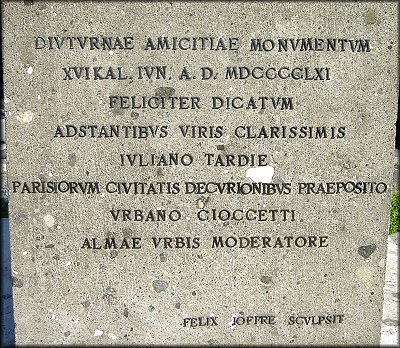 DIVTVRNAE AMICITIAE MONVMENTVM
XVI KAL. IVN. A. D. MDCCCCLXI
FELICITER DICATVM
ADSTANTIBVS VIRIS CLARISSIMIS
IVLIANO TARDIE
PARISIORVM CIVITATIS DECVRIONIBVS PRAEPOSITO
VRBANO CIOCCETTI
ALMAE VRBIS MODERATORE
FELIX JOFFRE SCVLPSIT